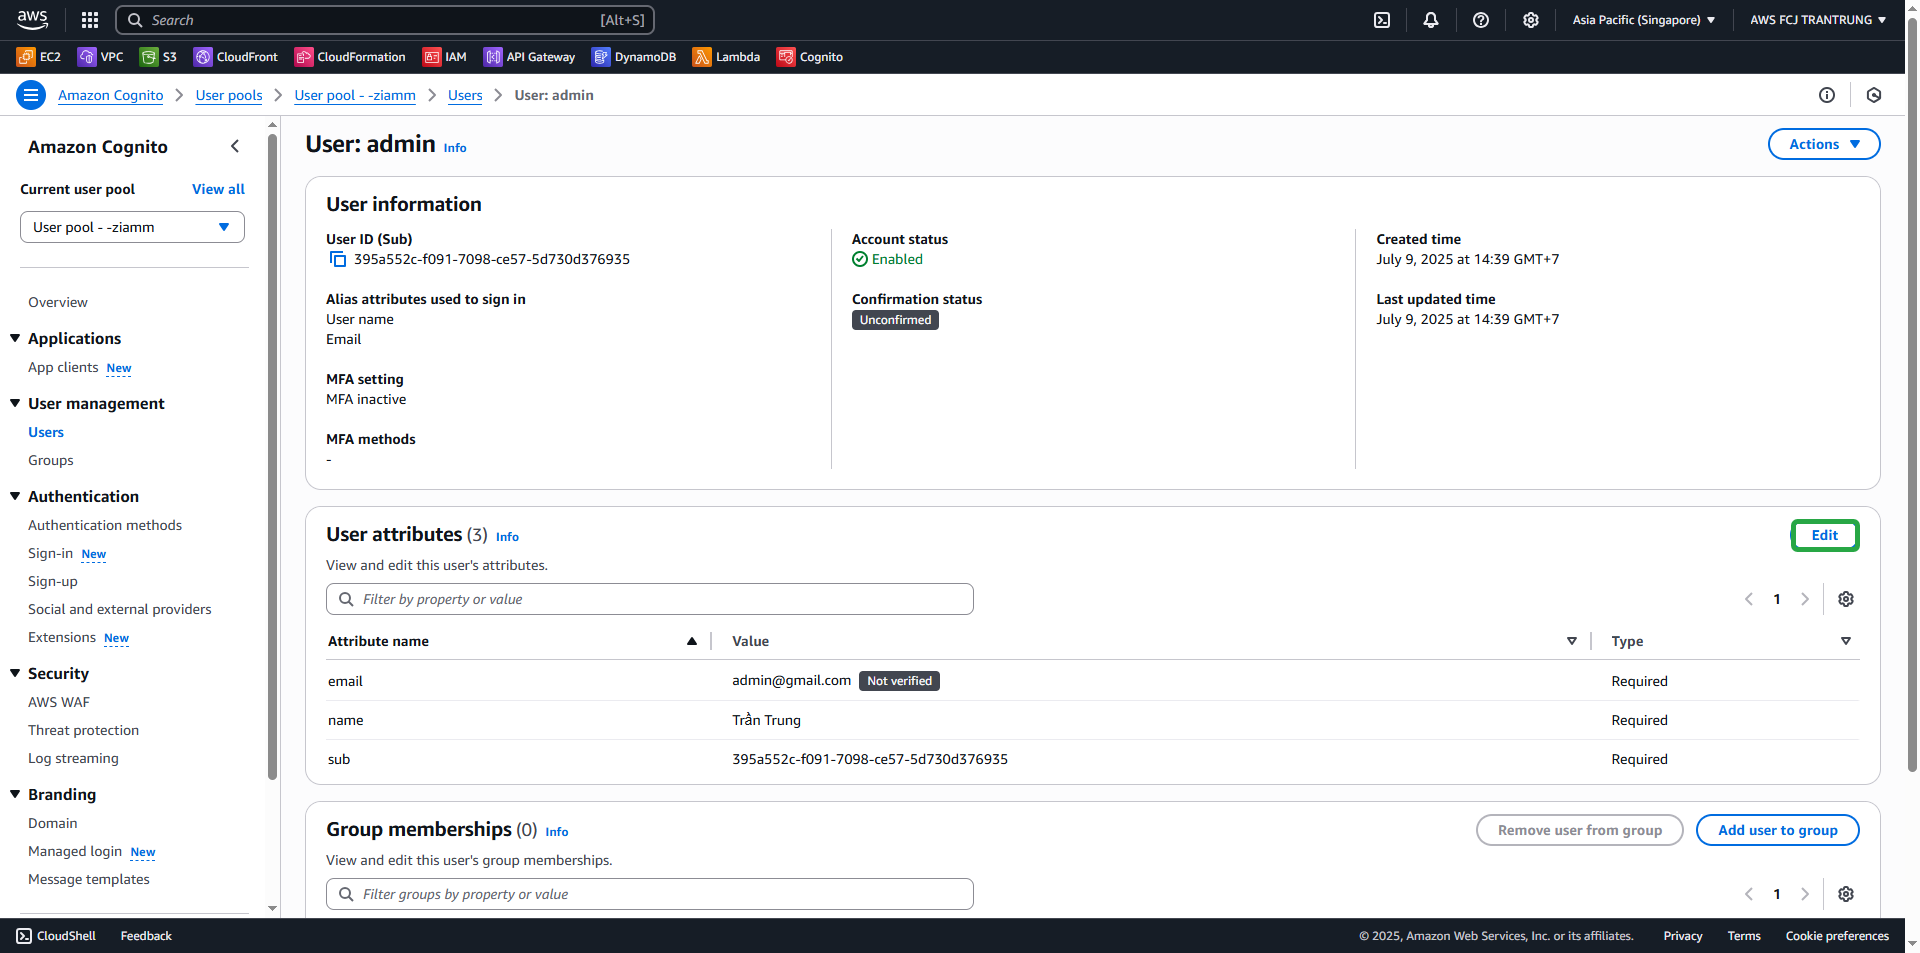 aws
Search [Alt+S]
Asia Pacific (Singapore)
AWS FCJ TRANTRUNG
EC2 VPC S3 CloudFront CloudFormation IAM API Gateway DynamoDB Lambda Cognito
Amazon Cognito > User pools > User pool - -ziamm > Users > User: admin
Amazon Cognito
Current user pool View all
User pool - -ziamm
Overview
Applications
App clients New
User management
Users
Groups
Authentication
Authentication methods
Sign-in New
Sign-up
Social and external providers
Extensions New
Security
AWS WAF
Threat protection
Log streaming
Branding
Domain
Managed login New
Message templates
User: admin Info
Actions
User information
User ID (Sub)
395a552c-f091-7098-ce57-5d730d376935
Alias attributes used to sign in
User name
Email
MFA setting
MFA inactive
MFA methods
-
Account status
Enabled
Confirmation status
Unconfirmed
Created time
July 9, 2025 at 14:39 GMT+7
Last updated time
July 9, 2025 at 14:39 GMT+7
User attributes (3) Info
Edit
View and edit this user's attributes.
Filter by property or value
1
Attribute name Value Type
email admin@gmail.com Not verified Required
name Trần Trung Required
sub 395a552c-f091-7098-ce57-5d730d376935 Required
Group memberships (0) Info
Remove user from group Add user to group
View and edit this user's group memberships.
Filter groups by property or value
1
CloudShell Feedback
© 2025, Amazon Web Services, Inc. or its affiliates. Privacy Terms Cookie preferences